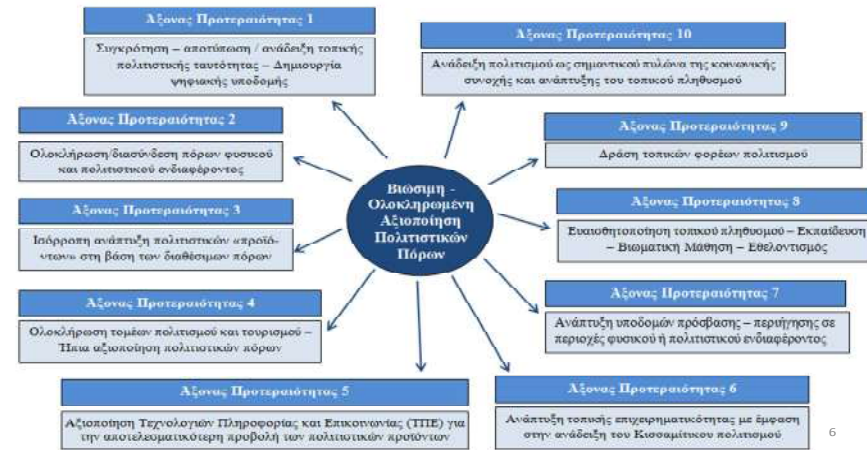 Άξονας Προτεραιότητας 1
Συγκρότηση – αποτύπωση / ανάδειξη τοπικής
πολιτιστικής ταυτότητας – Δημιουργία
ψηφιακής υποδομής
Άξονας Προτεραιότητας 2
Ολοκλήρωση/διασύνδεση πόρων φυσικού
και πολιτιστικού ενδιαφέροντος
Άξονας Προτεραιότητας 3
Ισόρροπη ανάπτυξη πολιτιστικών «προϊό-
ντων» στη βάση των διαθέσιμων πόρων
Άξονας Προτεραιότητας 4
Ολοκλήρωση τομέων πολιτισμού και τουρισμού –
Ήπια αξιοποίηση πολιτιστικών πόρων
Άξονας Προτεραιότητας 5
Αξιοποίηση Τεχνολογιών Πληροφορίας και Επικοινωνίας (ΤΠΕ) για
την αποτελεσματικότερη προβολή των πολιτιστικών προϊόντων
Βιώσιμη -
Ολοκληρωμένη
Αξιοποίηση
Πολιτιστικών
Πόρων
Άξονας Προτεραιότητας 10
Ανάδειξη πολιτισμού ως σημαντικού πυλώνα της κοινωνικής
συνοχής και ανάπτυξης του τοπικού πληθυσμού
Άξονας Προτεραιότητας 9
Δράση τοπικών φορέων πολιτισμού
Άξονας Προτεραιότητας 8
Ευαισθητοποίηση τοπικού πληθυσμού – Εκπαίδευση
– Βιωματική Μάθηση – Εθελοντισμός
Άξονας Προτεραιότητας 7
Ανάπτυξη υποδομών πρόσβασης – περιήγησης σε
περιοχές φυσικού ή πολιτιστικού ενδιαφέροντος
Άξονας Προτεραιότητας 6
Ανάπτυξη τοπικής επιχειρηματικότητας με έμφαση
στην ανάδειξη του Κισσαμίτικου πολιτισμού
6